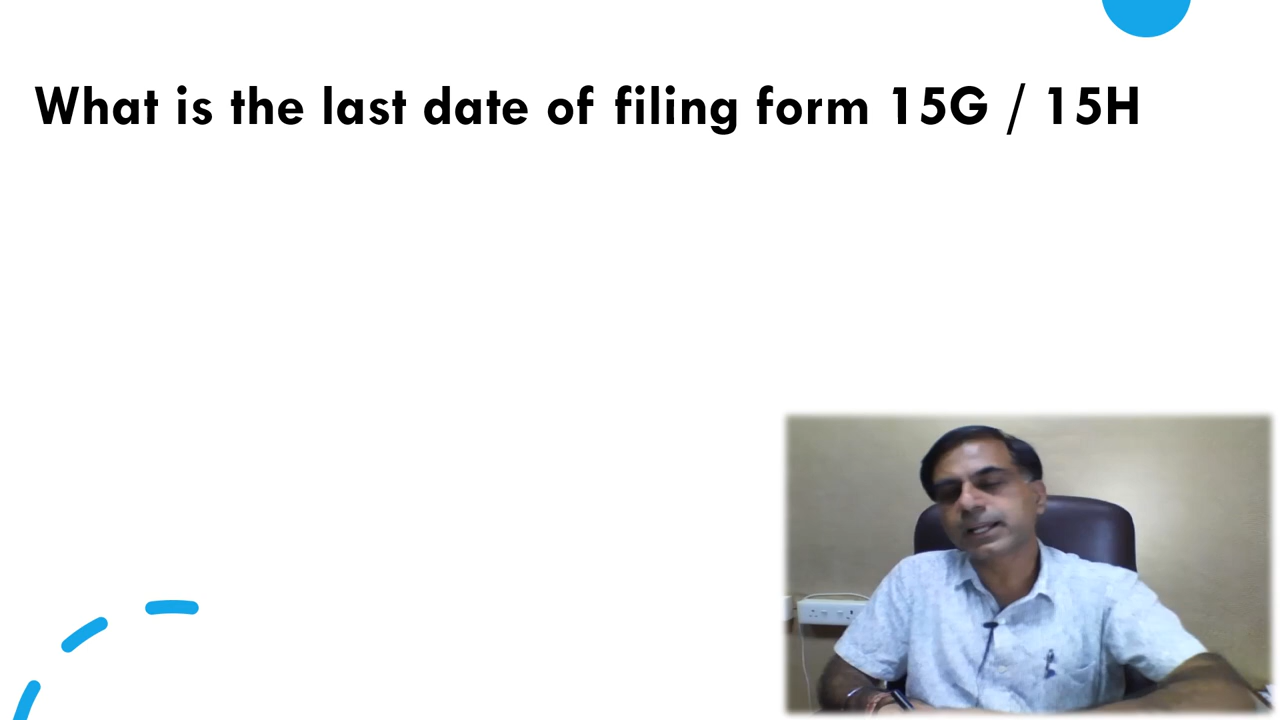 What is the last date of filing form 15G / 15H